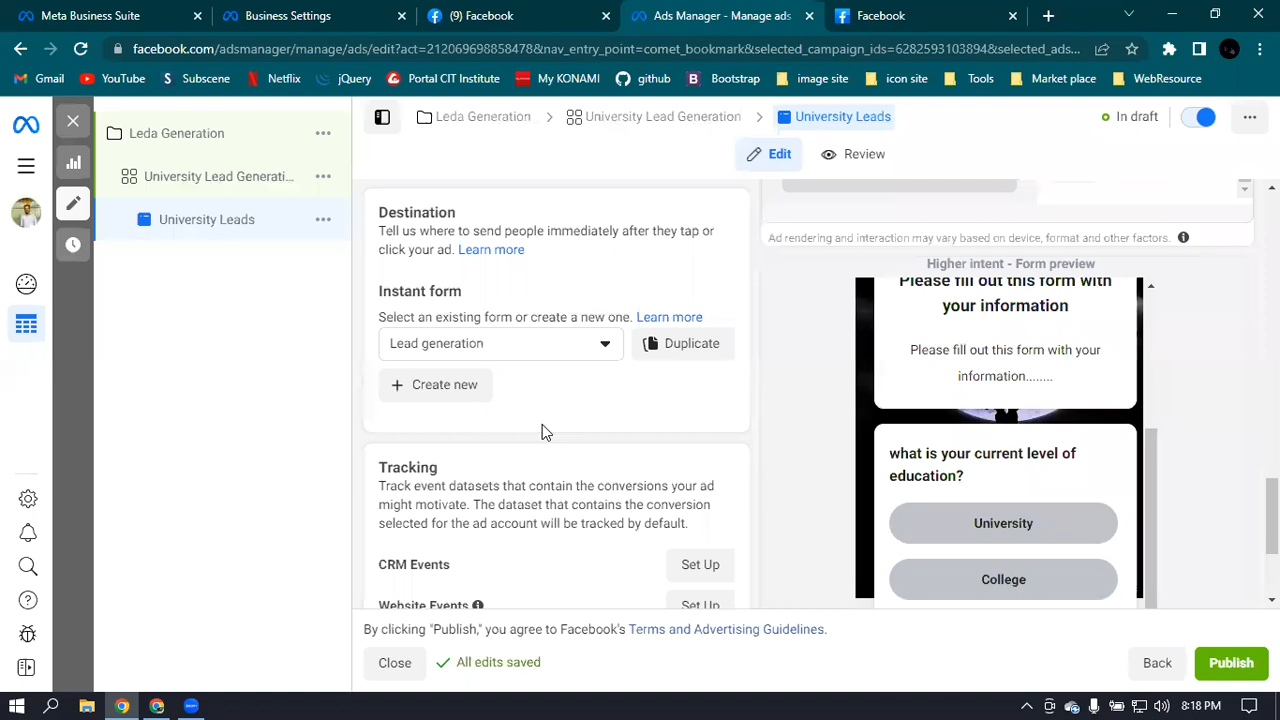 Meta Business Suite
Business Settings
(9) Facebook
Ads Manager - Manage ads
Facebook
facebook.com/adsmanager/manage/ads/edit?act=212069698858478&nav_entry_point=comet_bookmark&selected_campaign_ids=62825931038894&selected_ads...
Gmail
YouTube
Subscene
Netflix
jQuery
Portal CIT Institute
My KONAMI
github
Bootstrap
image site
icon site
Tools
Market place
WebResource
Leda Generation
University Lead Generati...
University Leads
Leda Generation
University Lead Generation
University Leads
In draft
Edit
Review
Destination
Tell us where to send people immediately after they tap or
click your ad. Learn more
Instant form
Select an existing form or create a new one. Learn more
Lead generation
Duplicate
Create new
Tracking
Track event datasets that contain the conversions your ad
might motivate. The dataset that contains the conversion
selected for the ad account will be tracked by default.
CRM Events
Set Up
Website Events
Set Up
Ad rendering and interaction may vary based on device, format and other factors.
Higher intent - Form preview
Please fill out this form with
your information
Please fill out this form with your
information........
what is your current level of
education?
University
College
By clicking "Publish," you agree to Facebook's Terms and Advertising Guidelines.
Close
All edits saved
Back
Publish
8:18 PM